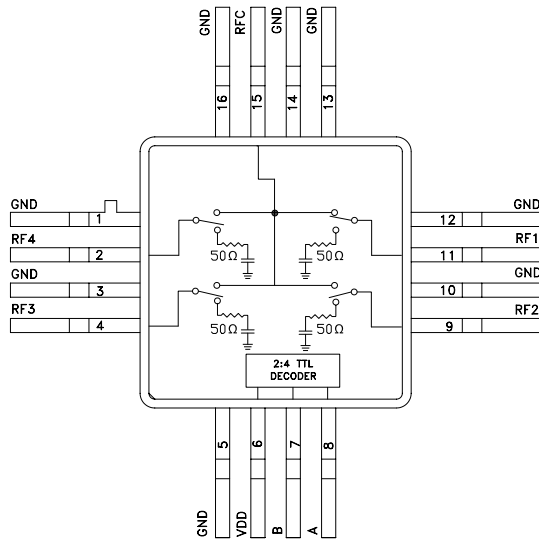 GND
RFC
GND
GND
16
15
14
13
GND
1
12
GND
RF4
2
11
RF1
GND
3
10
GND
RF3
4
9
RF2
50Ω
50Ω
50Ω
50Ω
2:4 TTL
DECODER
5
6
7
8
GND
VDD
B
A